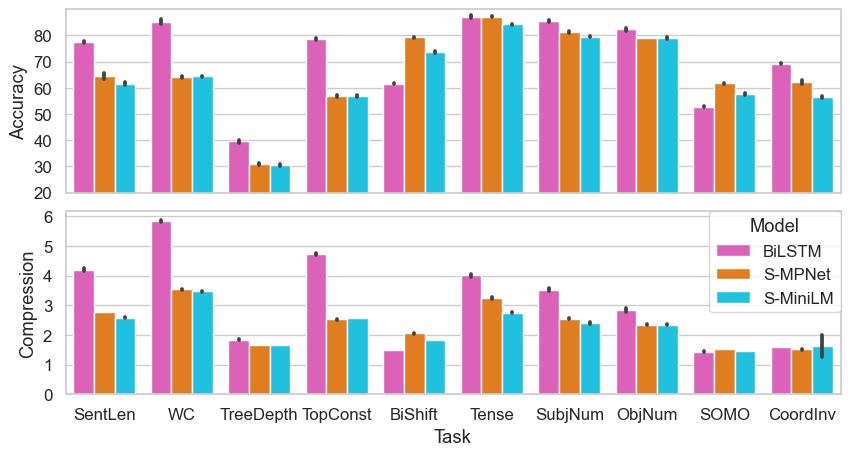 Accuracy
80
70
60
50
40
30
20
Compression
6
5
4
3
2
1
0
Model
BiLSTM
S-MPNet
S-MiniLM
SentLen WC TreeDepth TopConst BiShift Tense SubjNum ObjNum SOMO CoordInv
Task